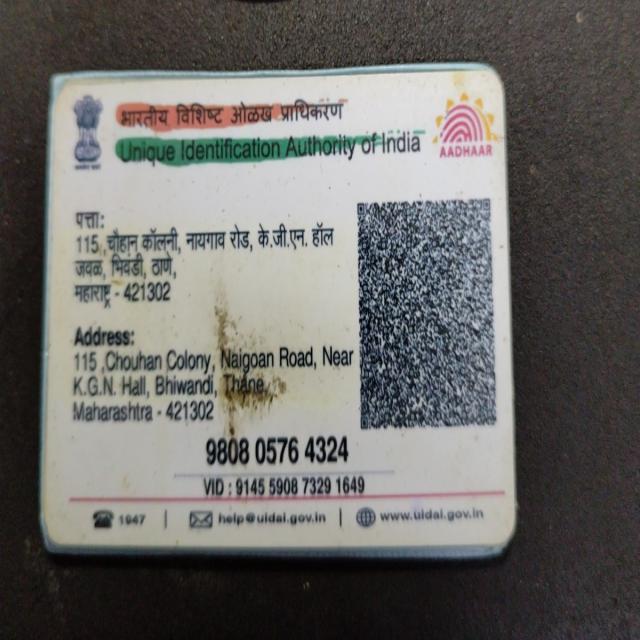 भारतीय विशिष्ट ओळख प्राधिकरण
Unique Identification Authority of India
AADHAAR
पत्ता:
115, चौहान कॉलनी, नायगाव रोड, के.जी.एन. हॉल
जवळ, भिवंडी, ठाणे,
महाराष्ट्र - 421302
Address:
115 ,Chouhan Colony, Naigoan Road, Near
K.G.N. Hall, Bhiwandi, Thane,
Maharashtra - 421302
9808 0576 4324
VID : 9145 5908 7329 1649
1947 | help@uidai.gov.in | www.uidai.gov.in